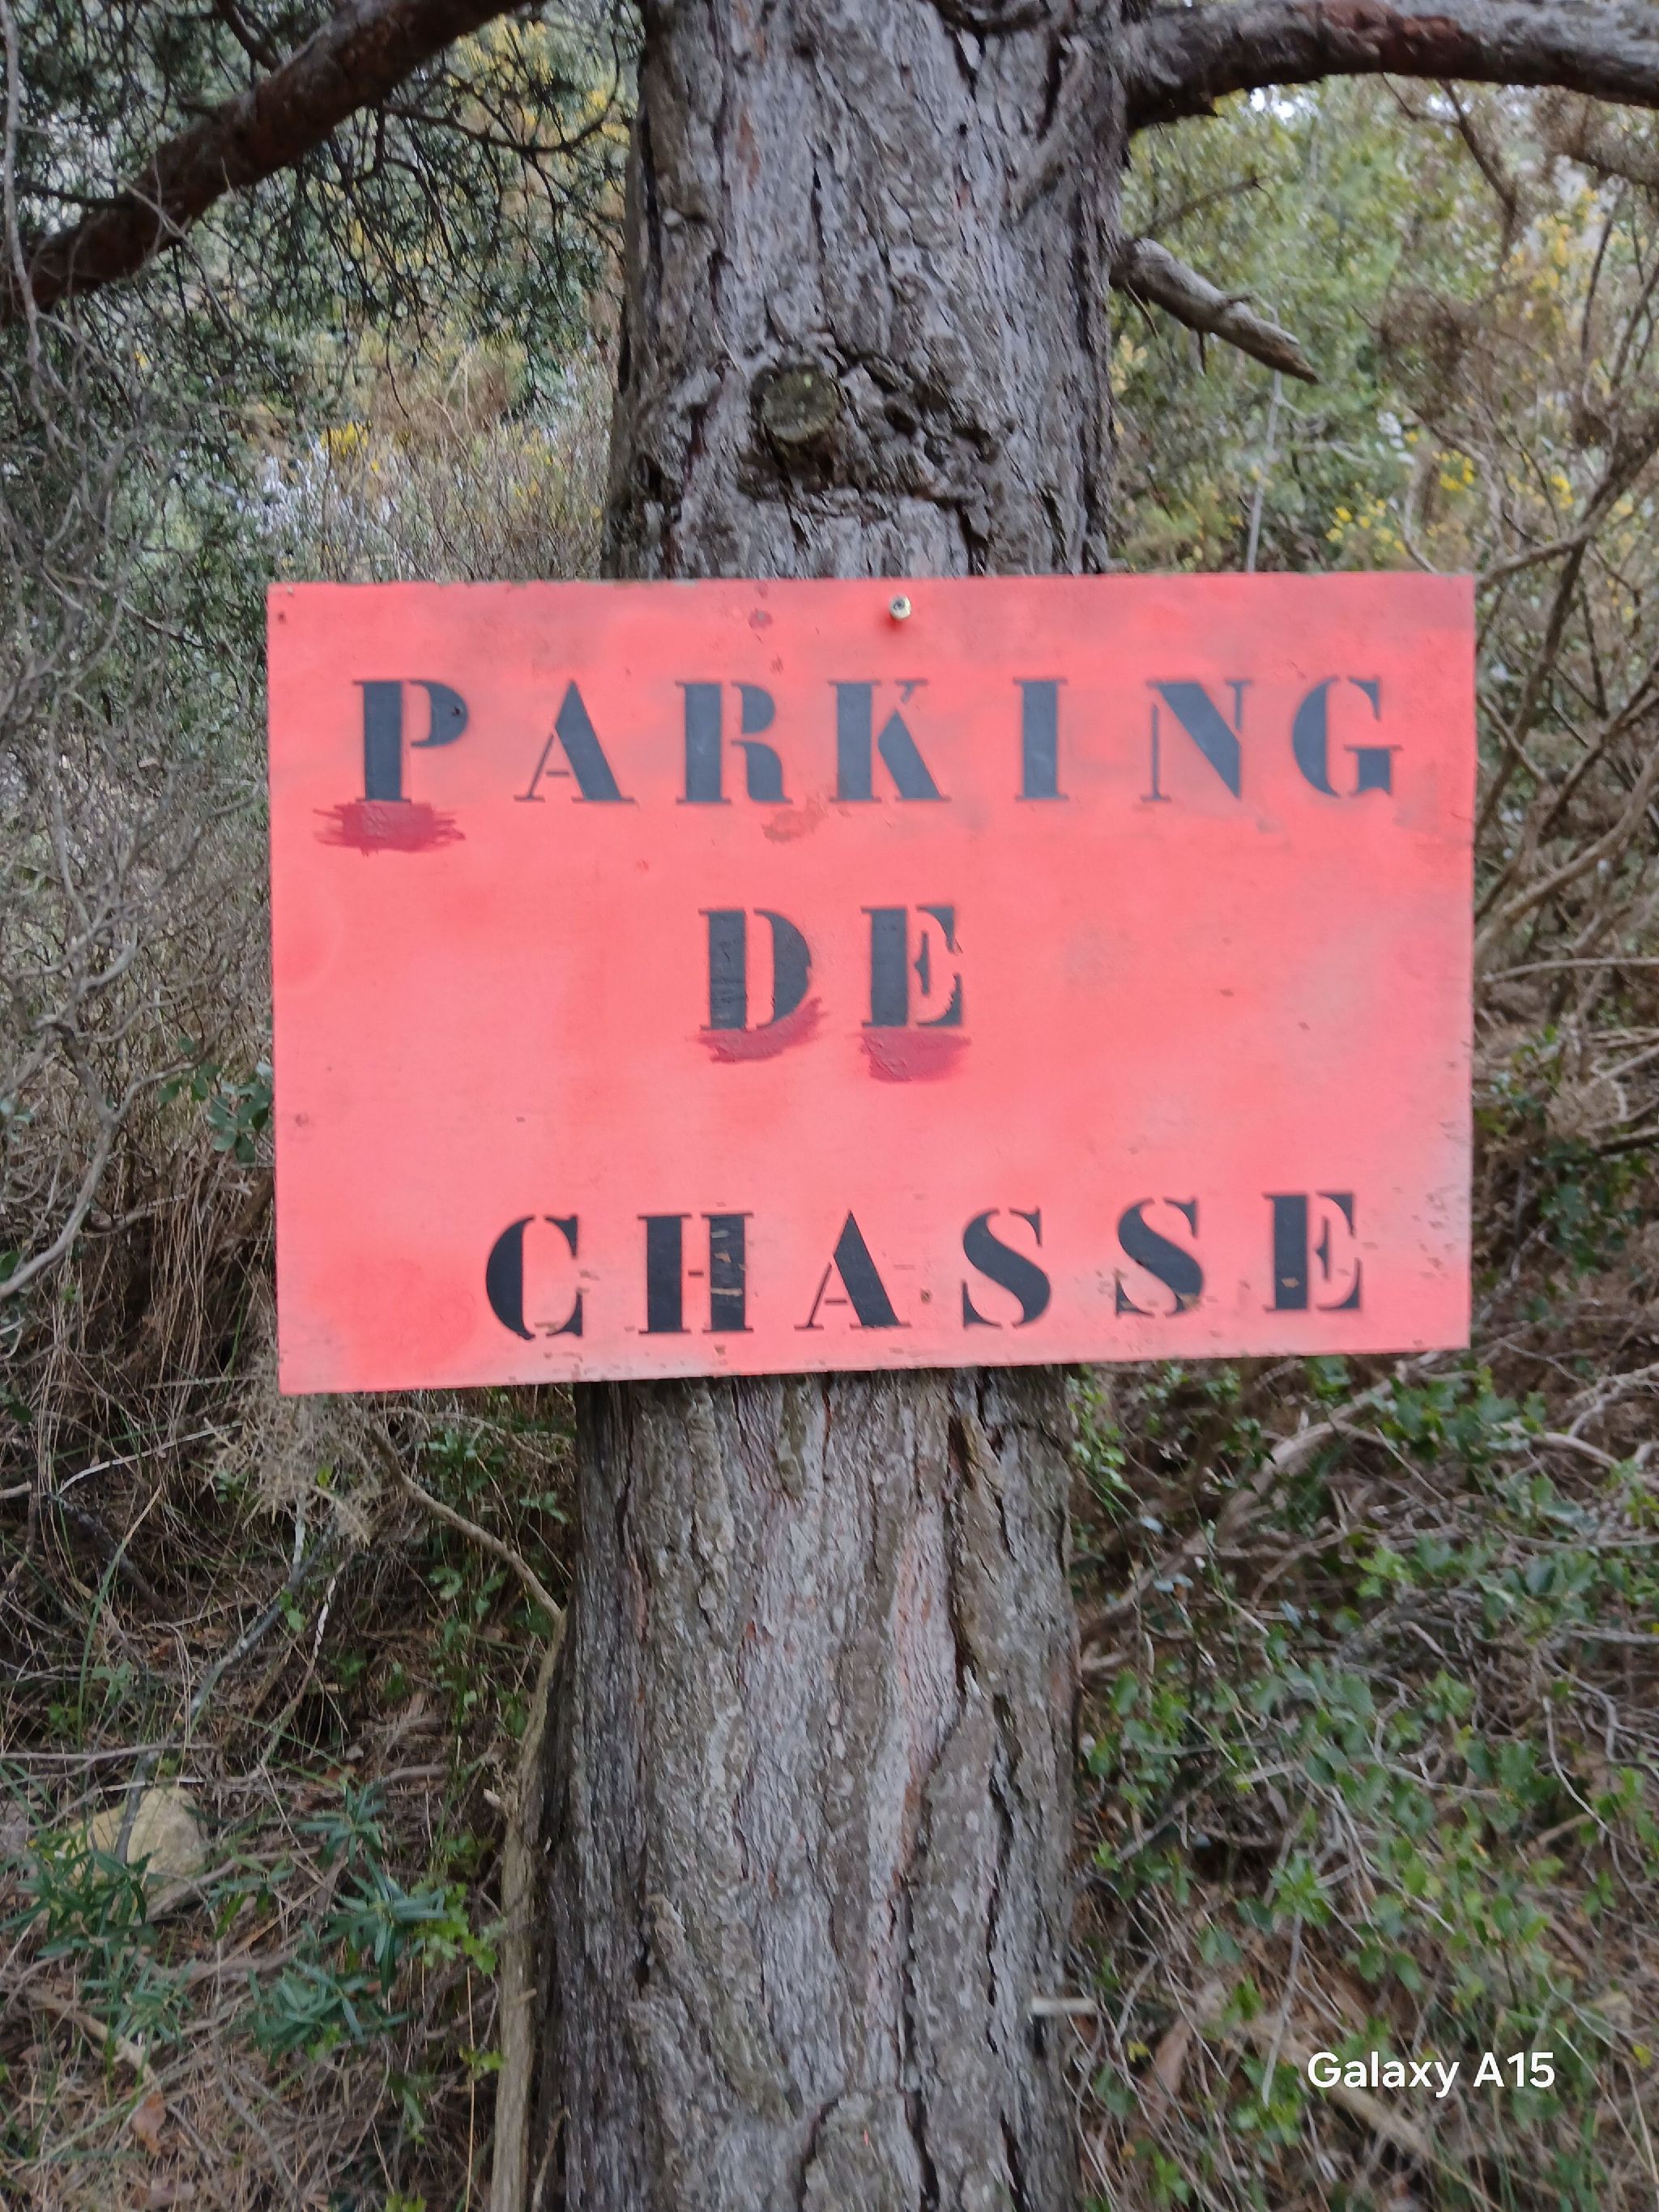 PARKING
DE
CHASSE
Galaxy A15